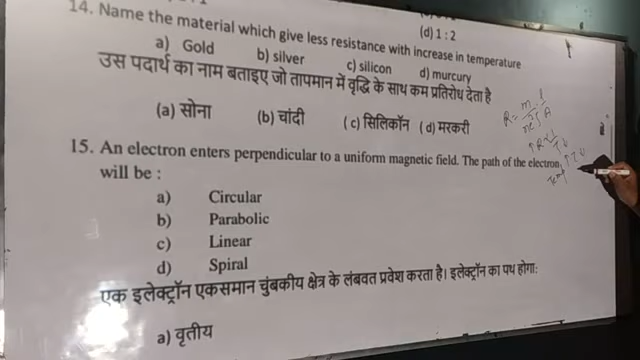 (d) 1 : 2
14. Name the material which give less resistance with increase in temperature
a) Gold b) silver c) silicon d) murcury
उस पदार्थ का नाम बताइए जो तापमान में वृद्धि के साथ कम प्रतिरोध देता है
(a) सोना (b) चांदी (c) सिलिकॉन (d) मरकरी
15. An electron enters perpendicular to a uniform magnetic field. The path of the electron
will be :
a) Circular
b) Parabolic
c) Linear
d) Spiral
एक इलेक्ट्रॉन एकसमान चुंबकीय क्षेत्र के लंबवत प्रवेश करता है। इलेक्ट्रॉन का पथ होगा:
a) वृतीय